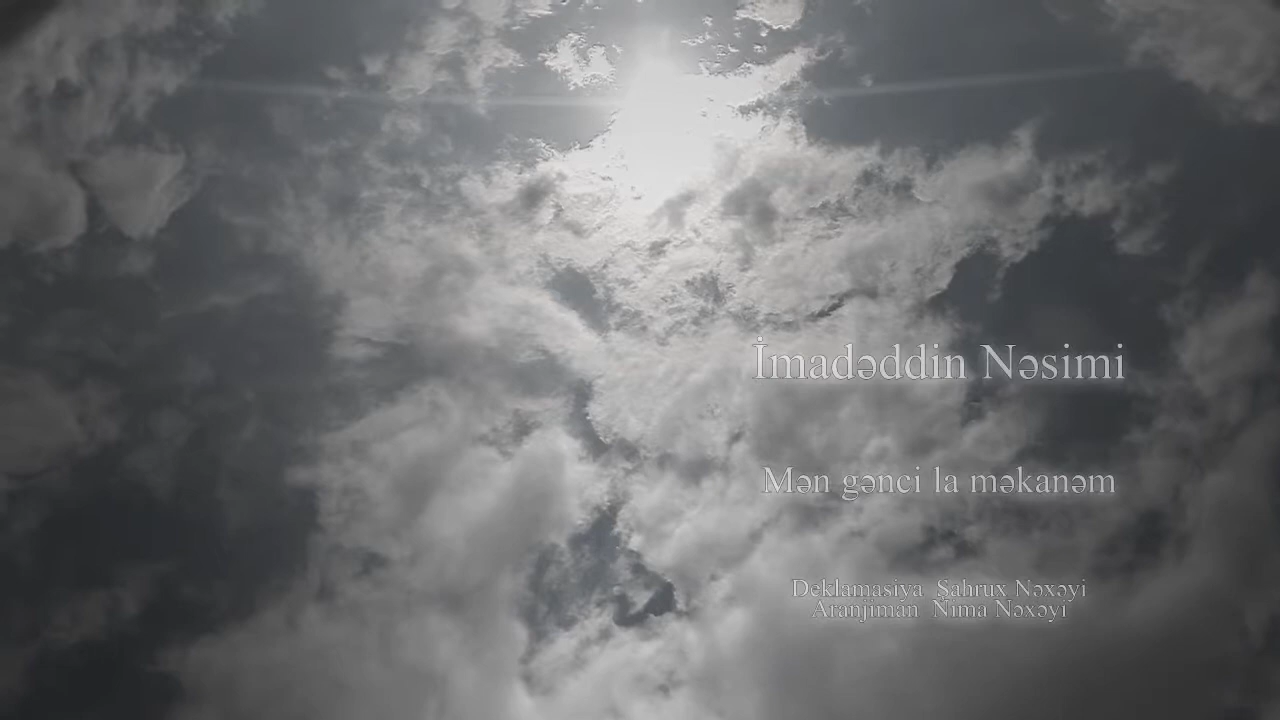 İmadəddin Nəsimi
Mən gənci la məkanəm
Deklamasiya Şahrux Nəxəyi
Aranjiman Nima Nəxəyi